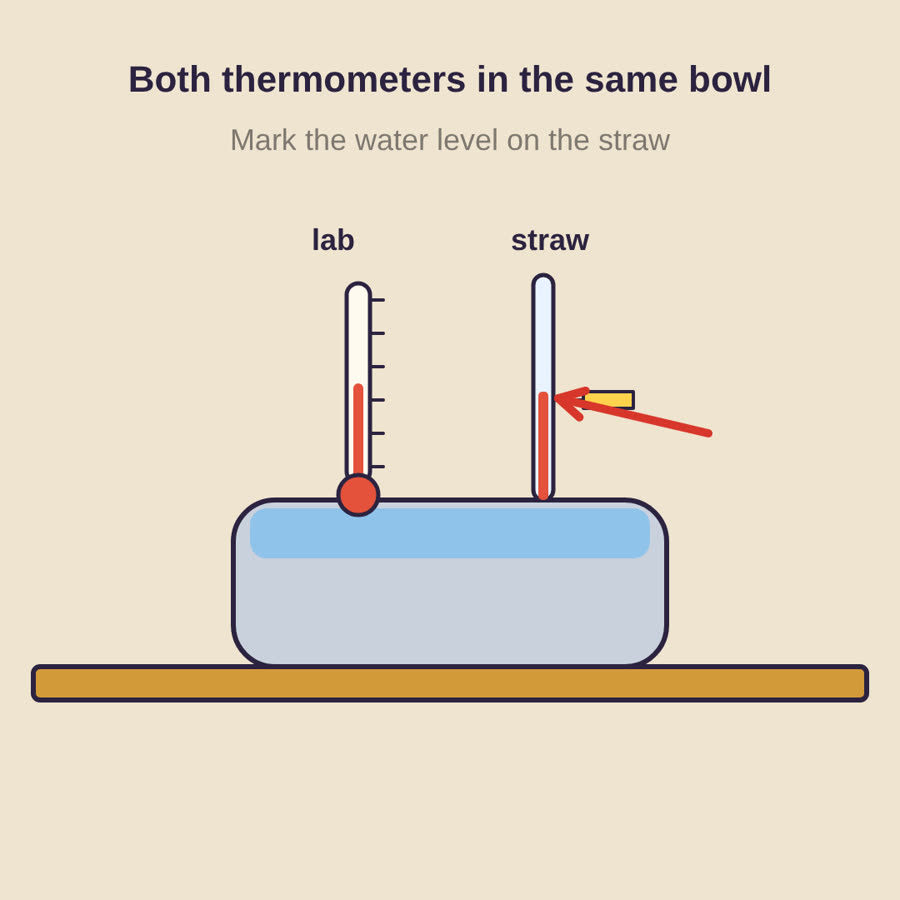 Both thermometers in the same bowl
Mark the water level on the straw
lab
straw